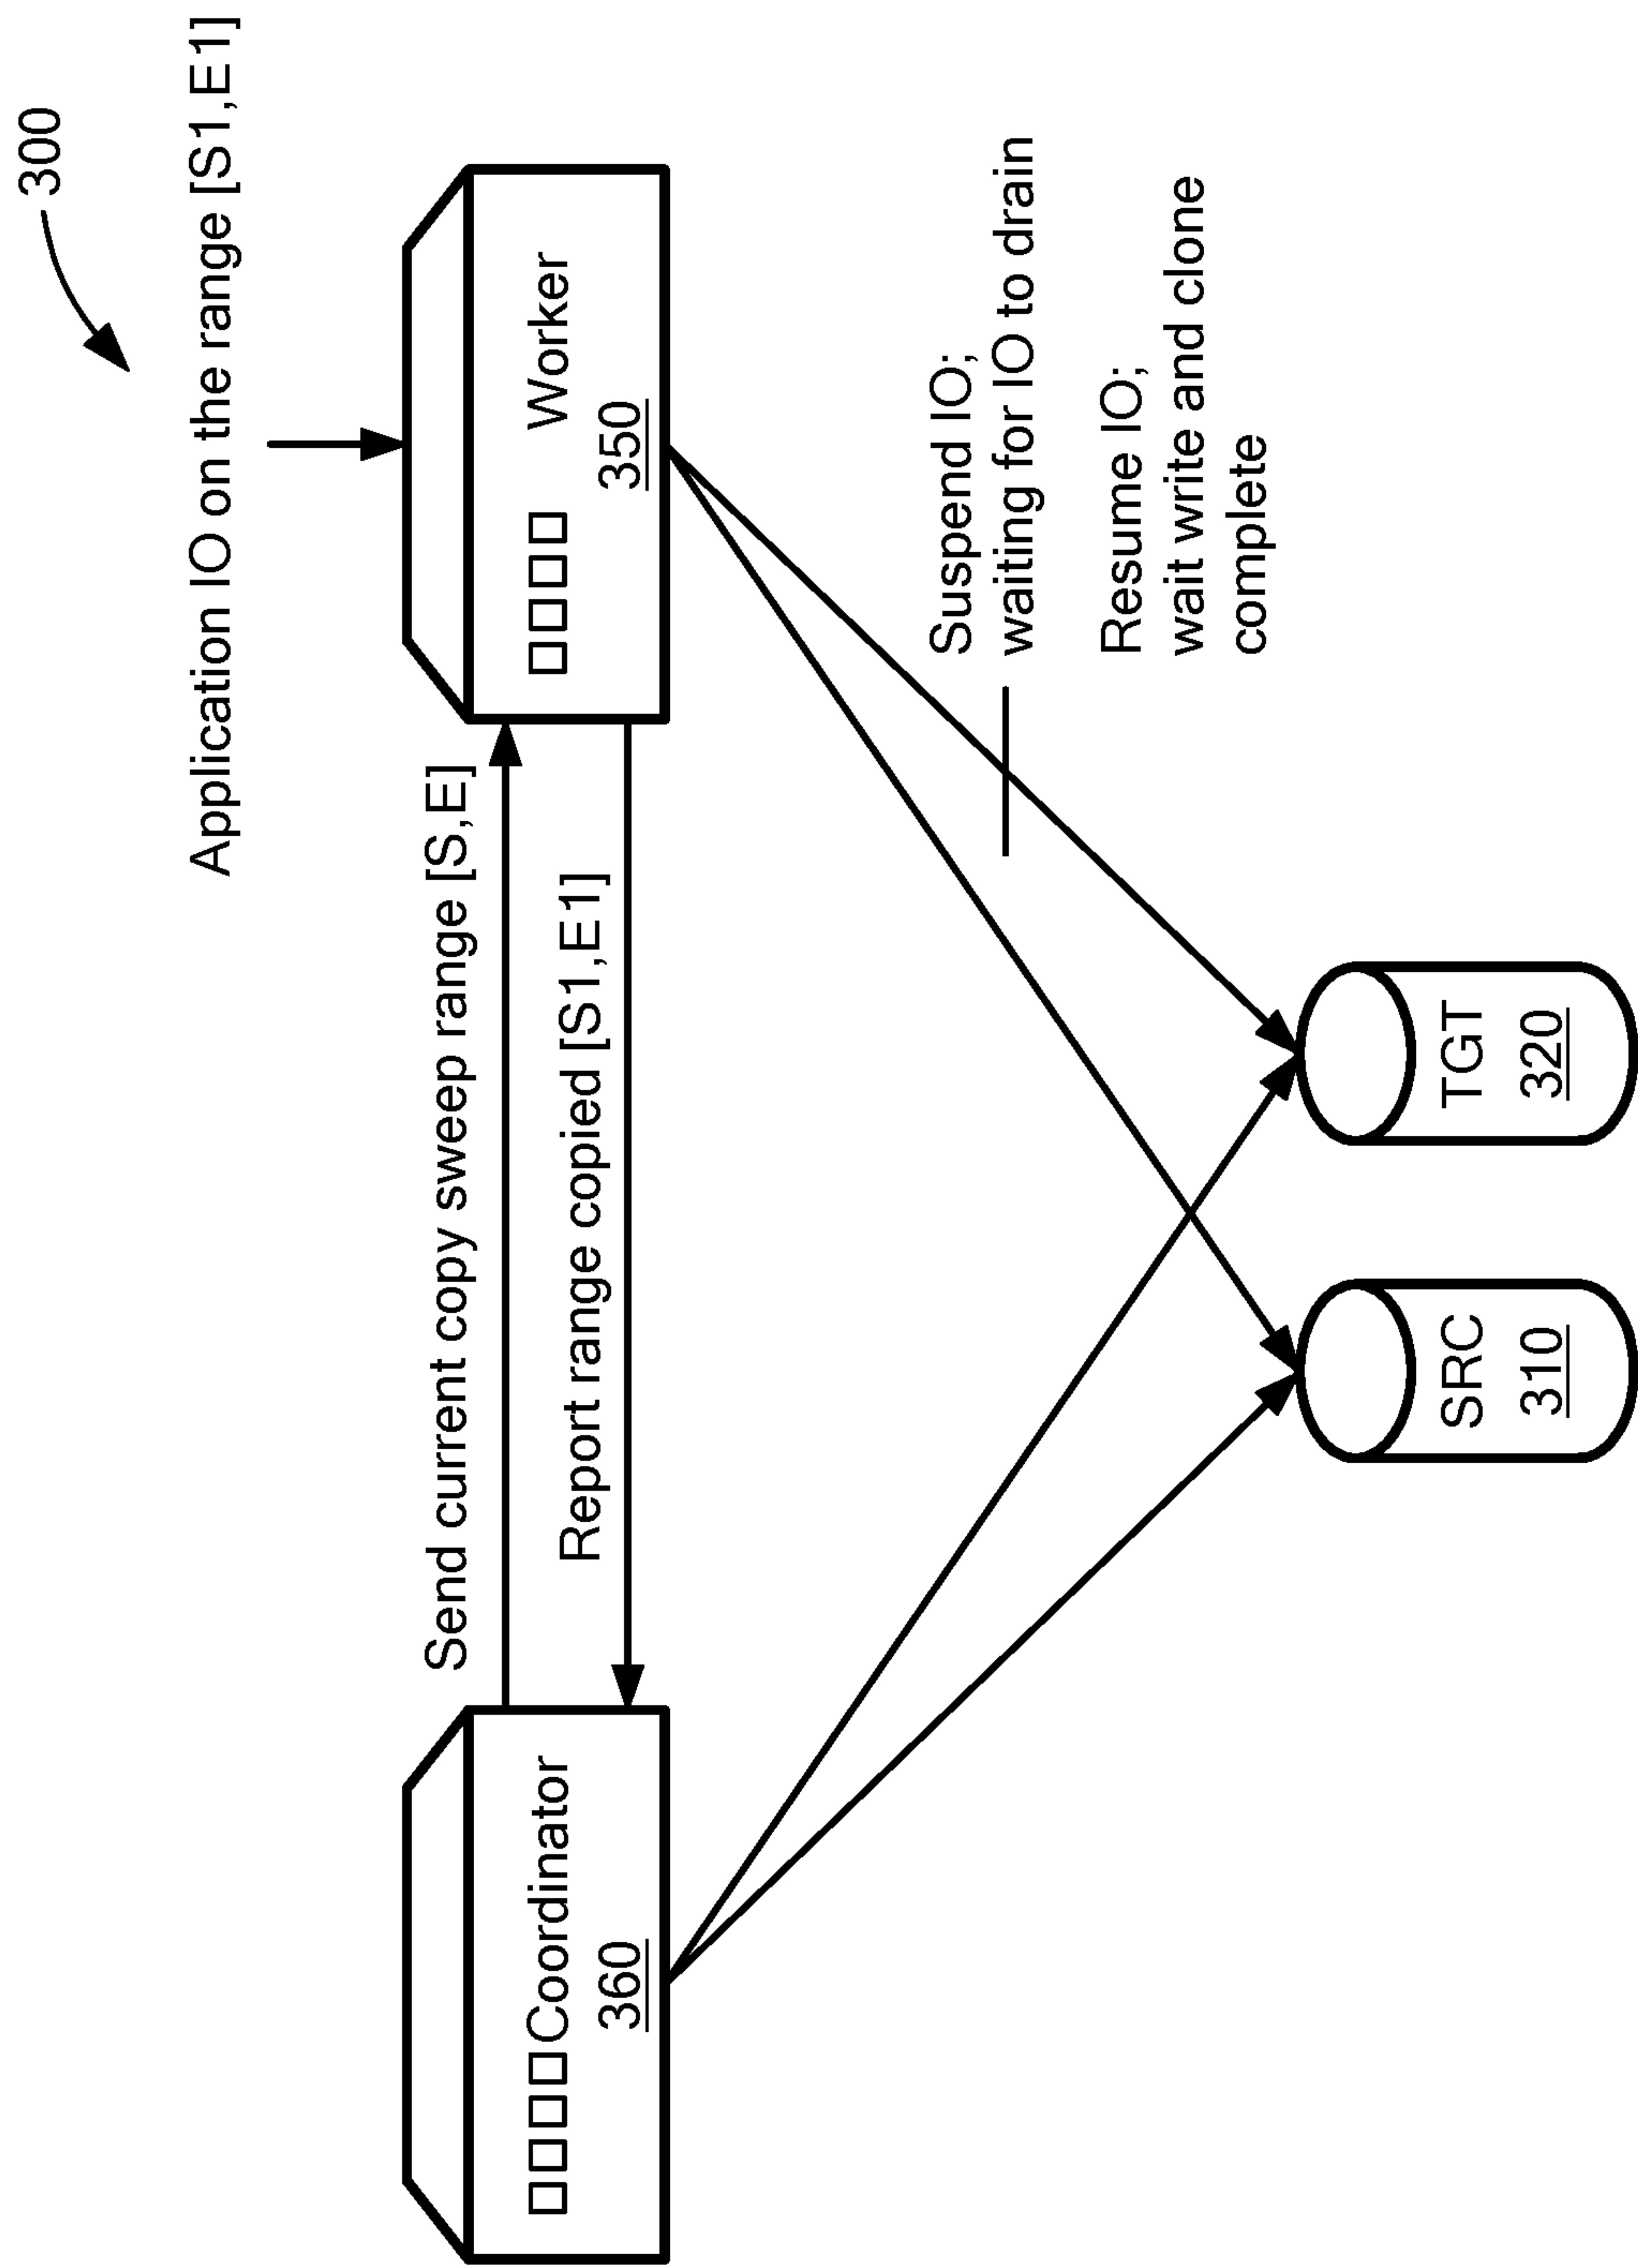 300
Application IO on the range [S1,E1]
Send current copy sweep range [S,E]
Coordinator
360
Worker
350
Report range copied [S1,E1]
Suspend IO;
waiting for IO to drain
Resume IO;
wait write and clone
complete
SRC
310
TGT
320